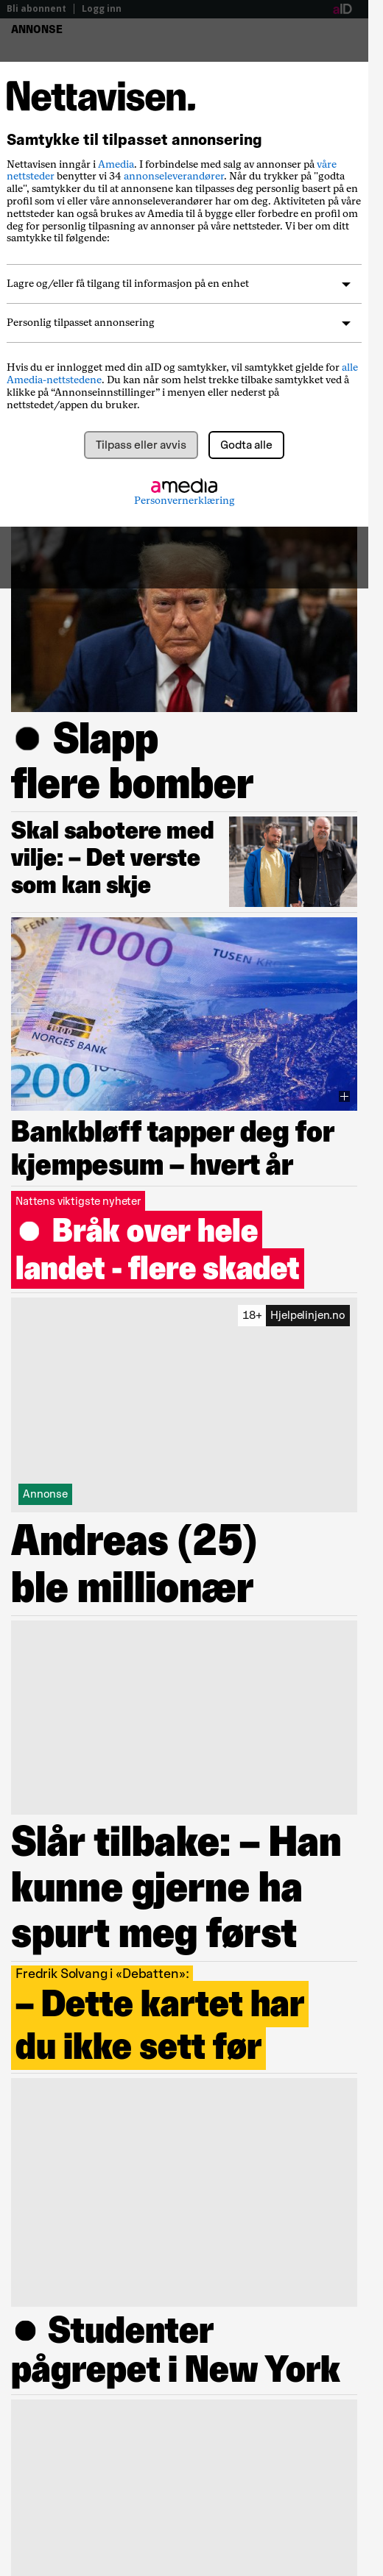 Bli abonnent | Logg inn
aID
ANNONSE
Nettavisen.
Samtykke til tilpasset annonsering
Nettavisen inngår i Amedia. I forbindelse med salg av annonser på våre
nettsteder benytter vi 34 annonseleverandører. Når du trykker på "godta
alle", samtykker du til at annonsene kan tilpasses deg personlig basert på en
profil som vi eller våre annonseleverandører har om deg. Aktiviteten på våre
nettsteder kan også brukes av Amedia til å bygge eller forbedre en profil om
deg for personlig tilpasning av annonser på våre nettsteder. Vi ber om ditt
samtykke til følgende:
Lagre og/eller få tilgang til informasjon på en enhet
Personlig tilpasset annonsering
Hvis du er innlogget med din aID og samtykker, vil samtykket gjelde for alle
Amedia-nettstedene. Du kan når som helst trekke tilbake samtykket ved å
klikke på “Annonseinnstillinger” i menyen eller nederst på
nettstedet/appen du bruker.
Tilpass eller avvis
Godta alle
amedia
Personvernerklæring
Slapp
flere bomber
Skal sabotere med
vilje: – Det verste
som kan skje
1000
TUSEN
NORGES BANK
200
Bankbløff tapper deg for
kjempesum – hvert år
Nattens viktigste nyheter
Bråk over hele
landet - flere skadet
18+ Hjelpelinjen.no
Annonse
Andreas (25)
ble millionær
Slår tilbake: – Han
kunne gjerne ha
spurt meg først
Fredrik Solvang i «Debatten»:
– Dette kartet har
du ikke sett før
Studenter
pågrepet i New York